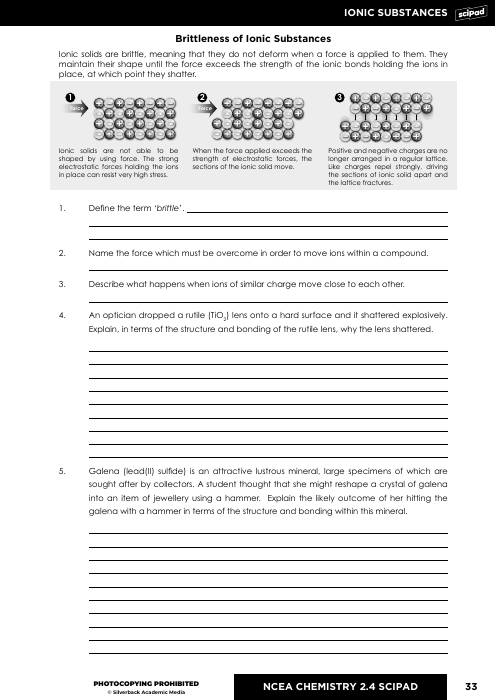 IONIC SUBSTANCES scipad
Brittleness of Ionic Substances
Ionic solids are brittle, meaning that they do not deform when a force is applied to them. They
maintain their shape until the force exceeds the strength of the ionic bonds holding the ions in
place, at which point they shatter.
1
force
Ionic solids are not able to be
shaped by using force. The strong
electrostatic forces holding the ions
in place can resist very high stress.
2
force
When the force applied exceeds the
strength of electrostatic forces, the
sections of the ionic solid move.
3
Positive and negative charges are no
longer arranged in a regular lattice.
Like charges repel strongly, driving
the sections of ionic solid apart and
the lattice fractures.
1. Define the term 'brittle'.
2. Name the force which must be overcome in order to move ions within a compound.
3. Describe what happens when ions of similar charge move close to each other.
4. An optician dropped a rutile (TiO2) lens onto a hard surface and it shattered explosively.
Explain, in terms of the structure and bonding of the rutile lens, why the lens shattered.
5. Galena (lead(II) sulfide) is an attractive lustrous mineral, large specimens of which are
sought after by collectors. A student thought that she might reshape a crystal of galena
into an item of jewellery using a hammer. Explain the likely outcome of her hitting the
galena with a hammer in terms of the structure and bonding within this mineral.
PHOTOCOPYING PROHIBITED
© Silverback Academic Media
NCEA CHEMISTRY 2.4 SCIPAD
33